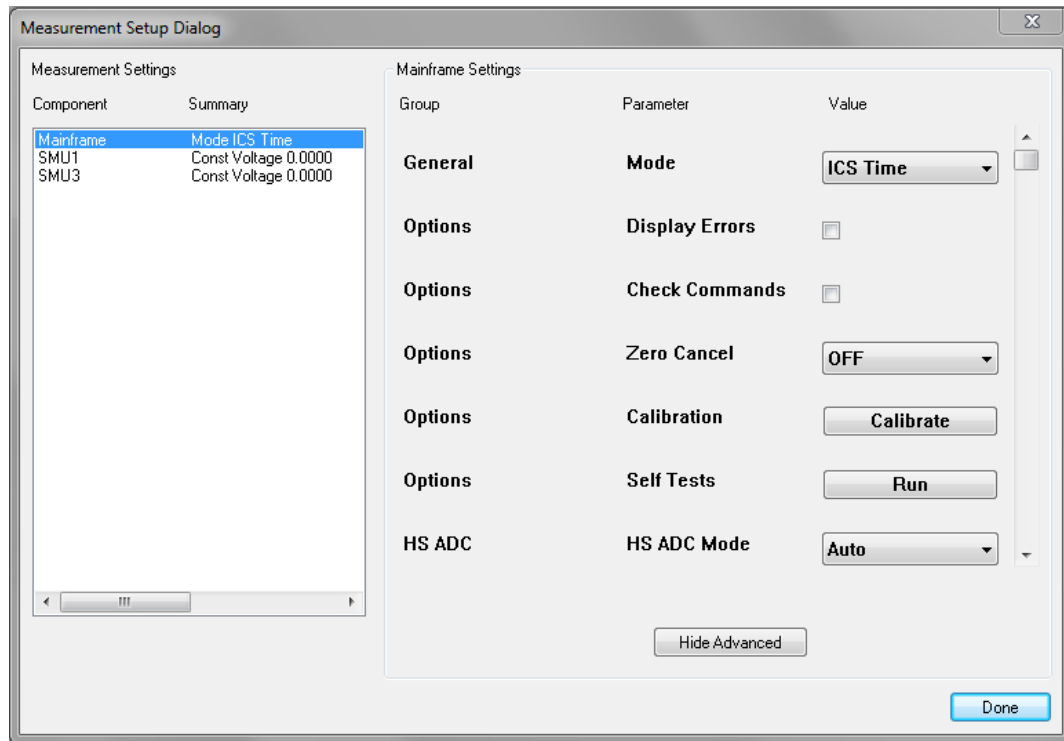 Measurement Setup Dialog
Measurement Settings
Component Summary
Mainframe Mode ICS Time
SMU1 Const Voltage 0.0000
SMU3 Const Voltage 0.0000
Mainframe Settings
Group Parameter Value
General Mode ICS Time
Options Display Errors
Options Check Commands
Options Zero Cancel OFF
Options Calibration Calibrate
Options Self Tests Run
HS ADC HS ADC Mode Auto
Hide Advanced
Done